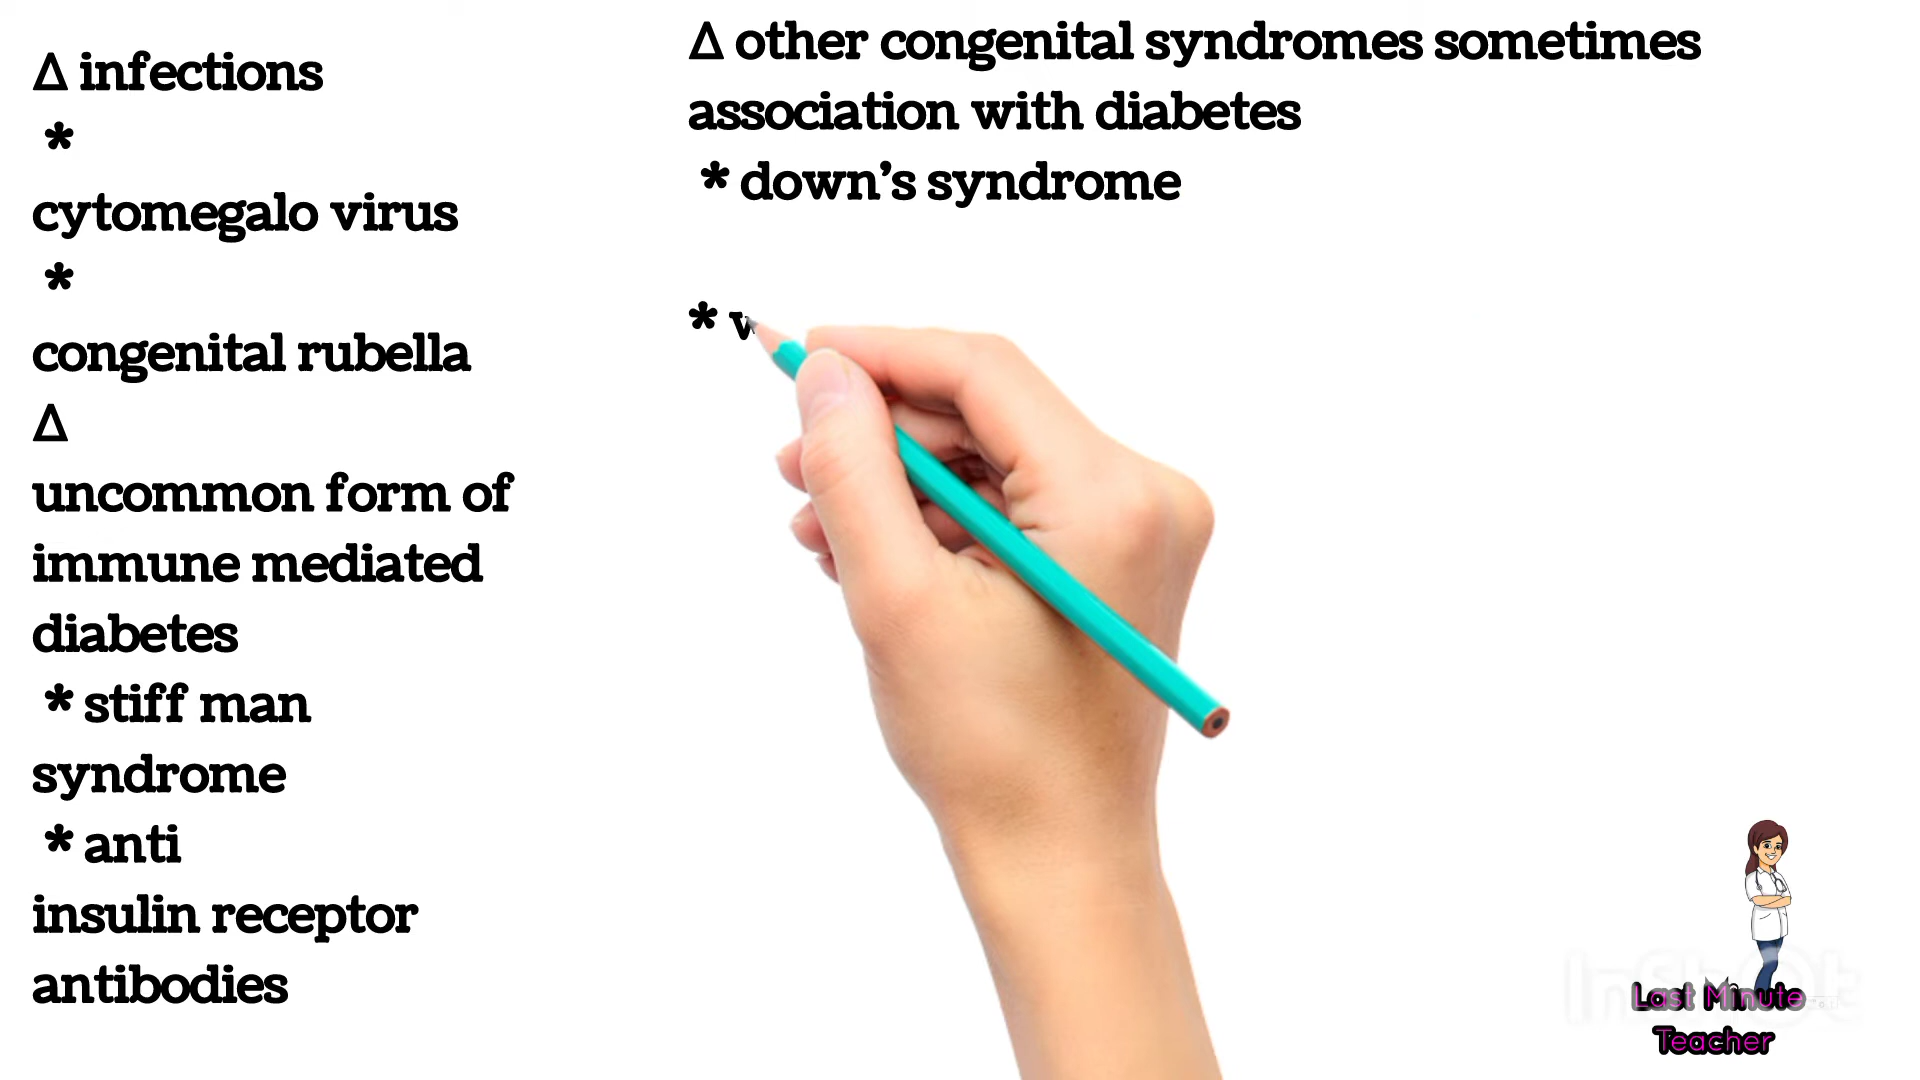 Δ infections
*
cytomegalo virus
*
congenital rubella
Δ
uncommon form of
immune mediated
diabetes
* stiff man
syndrome
* anti
insulin receptor
antibodies
Δ other congenital syndromes sometimes
association with diabetes
* down's syndrome
*
InShot
Last Minute
Teacher